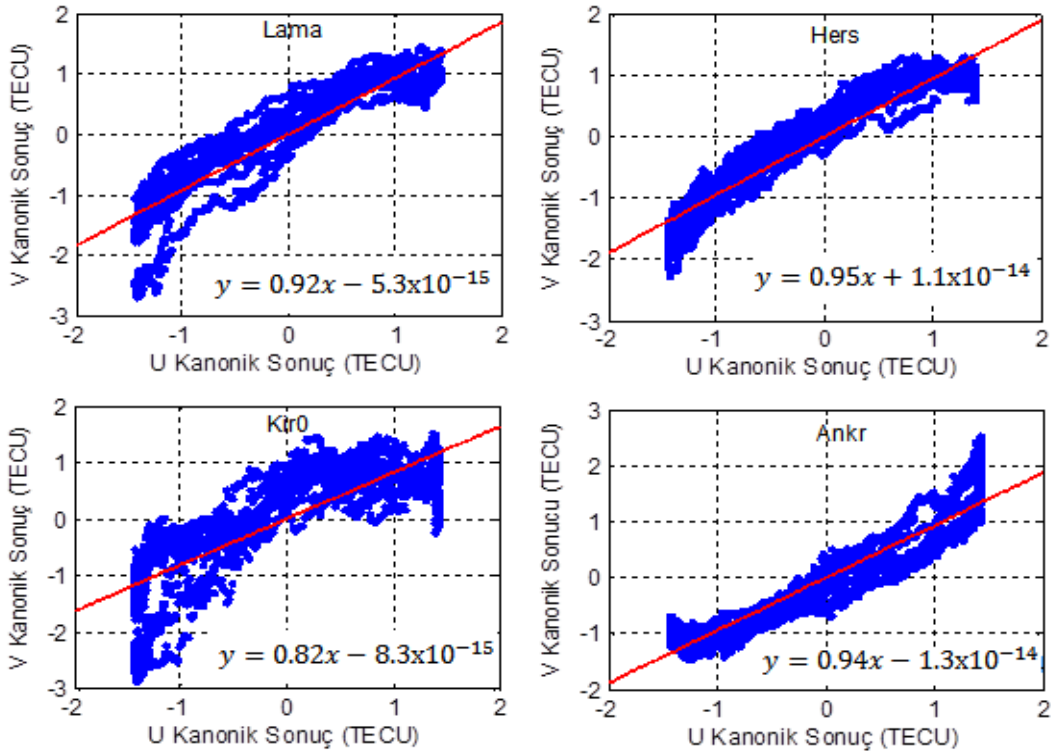 Lama
2
1
0
-1
-2
-3
V Kanonik Sonuç (TECU)
y = 0.92x − 5.3x10⁻¹⁵
-2 -1 0 1 2
U Kanonik Sonuç (TECU)
Hers
2
1
0
-1
-2
-3
V Kanonik Sonuç (TECU)
y = 0.95x + 1.1x10⁻¹⁴
-2 -1 0 1 2
U Kanonik Sonuç (TECU)
Kır0
2
1
0
-1
-2
-3
V Kanonik Sonuç (TECU)
y = 0.82x − 8.3x10⁻¹⁵
-2 -1 0 1 2
U Kanonik Sonuç (TECU)
Ankr
3
2
1
0
-1
-2
V Kanonik Sonucu (TECU)
y = 0.94x − 1.3x10⁻¹⁴
-2 -1 0 1 2
U Kanonik Sonuç (TECU)